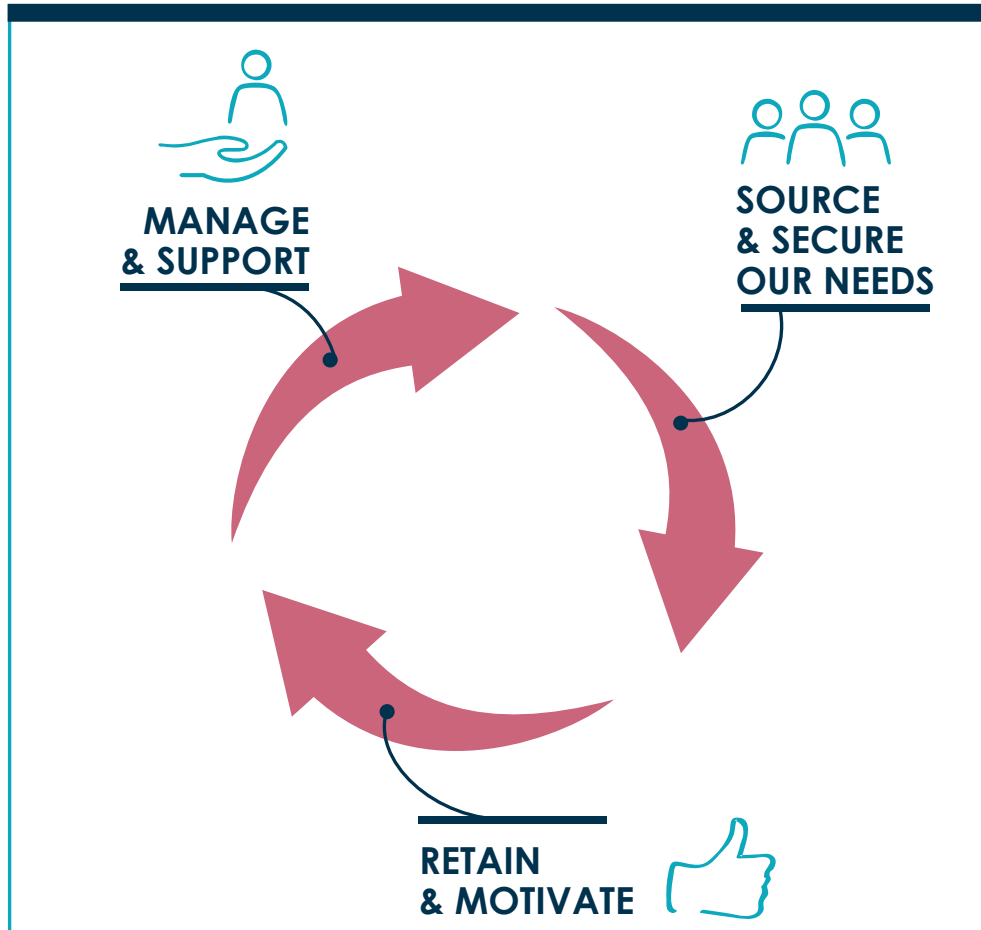 MANAGE
& SUPPORT
SOURCE
& SECURE
OUR NEEDS
RETAIN
& MOTIVATE